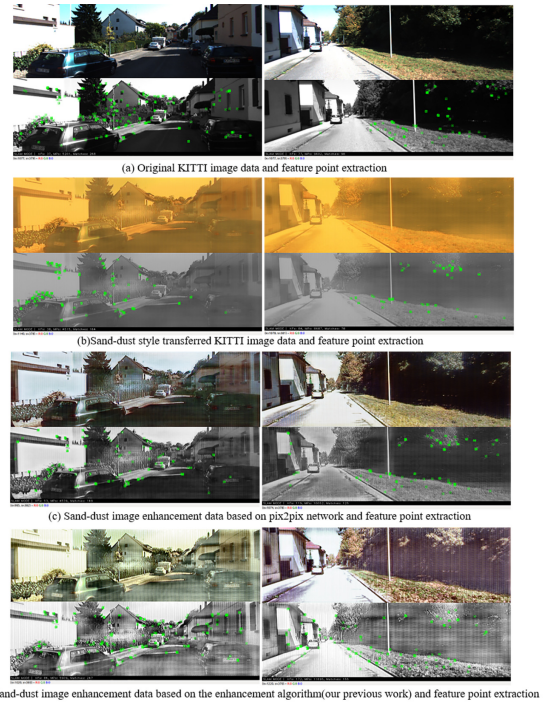 (a) Original KITTI image data and feature point extraction
(b)Sand-dust style transferred KITTI image data and feature point extraction
(c) Sand-dust image enhancement data based on pix2pix network and feature point extraction
and-dust image enhancement data based on the enhancement algorithm(our previous work) and feature point extraction